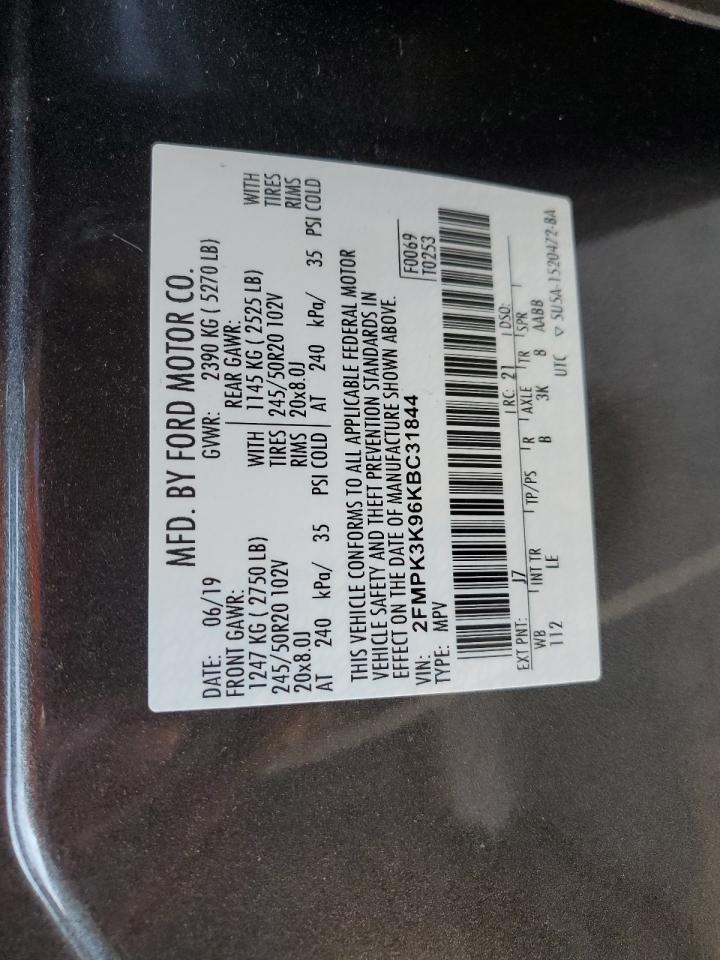 MFD. BY FORD MOTOR CO.
DATE: 06/19 GVWR: 2390 KG ( 5270 LB)
FRONT GAWR: REAR GAWR:
1247 KG ( 2750 LB) WITH 1145 KG ( 2525 LB) WITH
245/50R20 102V TIRES 245/50R20 102V TIRES
20x8.0J RIMS 20x8.0J RIMS
AT 240 kPa/ 35 PSI COLD AT 240 kPa/ 35 PSI COLD
THIS VEHICLE CONFORMS TO ALL APPLICABLE FEDERAL MOTOR
VEHICLE SAFETY AND THEFT PREVENTION STANDARDS IN
EFFECT ON THE DATE OF MANUFACTURE SHOWN ABOVE.
VIN: 2FMPK3K96KBC31844 F0069
TYPE: MPV T0253
EXT PNT: J7 RC: 21 DSO:
WB INT TR TP/PS R AXLE TR SPR
112 LE B 3K 8 AABB
UTC ▽ 5U5A-1520472-BA